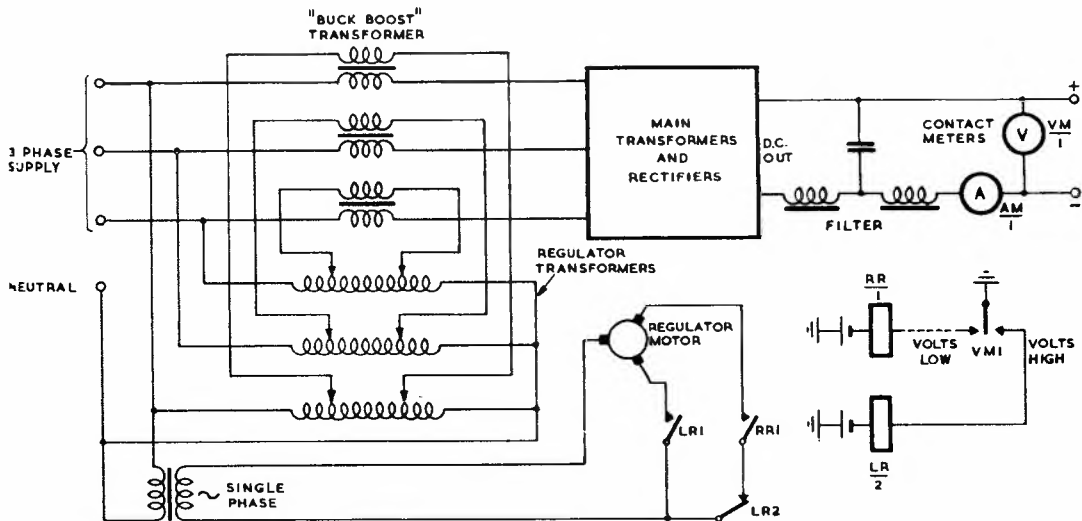 "BUCK BOOST"
TRANSFORMER
3 PHASE
SUPPLY
NEUTRAL
MAIN
TRANSFORMERS
AND
RECTIFIERS
D.C.
OUT
+
CONTACT
METERS
V
VM
1
A
AM
1
-
FILTER
REGULATOR
TRANSFORMERS
REGULATOR
MOTOR
RR
1
VOLTS
LOW
VM1
VOLTS
HIGH
LR1
RR1
LR
2
LR2
SINGLE
PHASE